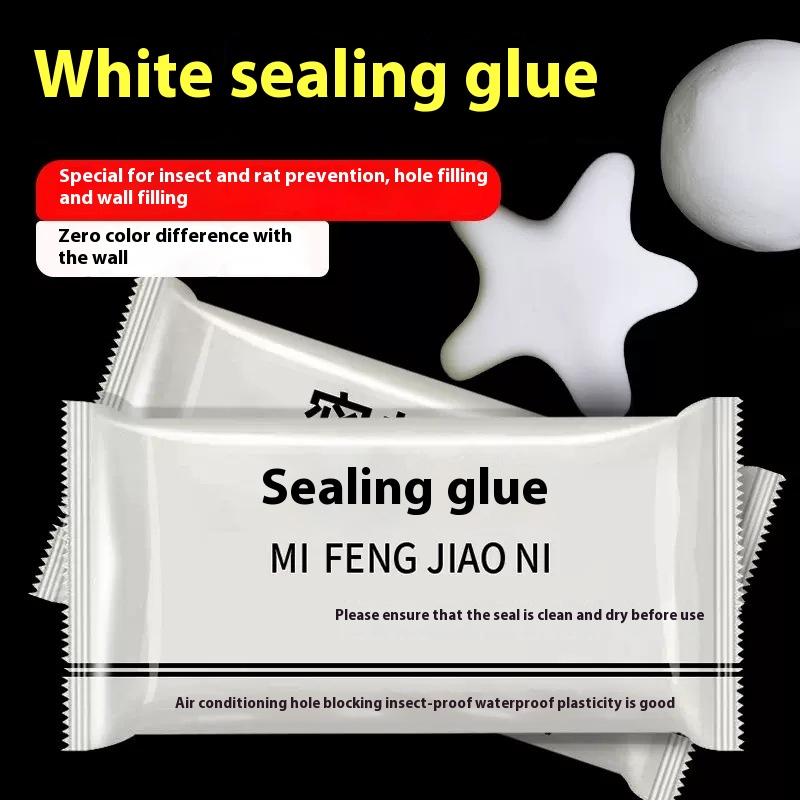 White sealing glue
Special for insect and rat prevention, hole filling
and wall filling
Zero color difference with
the wall
Sealing glue
MI FENG JIAO NI
Please ensure that the seal is clean and dry before use
Air conditioning hole blocking insect-proof waterproof plasticity is good